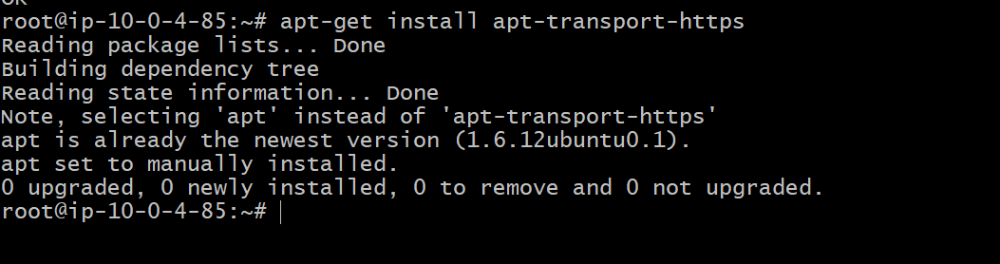 OK
root@ip-10-0-4-85:~# apt-get install apt-transport-https
Reading package lists... Done
Building dependency tree
Reading state information... Done
Note, selecting 'apt' instead of 'apt-transport-https'
apt is already the newest version (1.6.12ubuntu0.1).
apt set to manually installed.
0 upgraded, 0 newly installed, 0 to remove and 0 not upgraded.
root@ip-10-0-4-85:~#